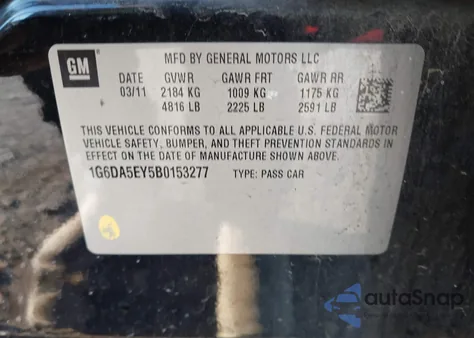 GM
MFD BY GENERAL MOTORS LLC
DATE GVWR GAWR FRT GAWR RR
03/11 2184 KG 1009 KG 1175 KG
4816 LB 2225 LB 2591 LB
THIS VEHICLE CONFORMS TO ALL APPLICABLE U.S. FEDERAL MOTOR
VEHICLE SAFETY, BUMPER, AND THEFT PREVENTION STANDARDS IN
EFFECT ON THE DATE OF MANUFACTURE SHOWN ABOVE.
1G6DA5EY5B0153277 TYPE: PASS CAR
autoSnap